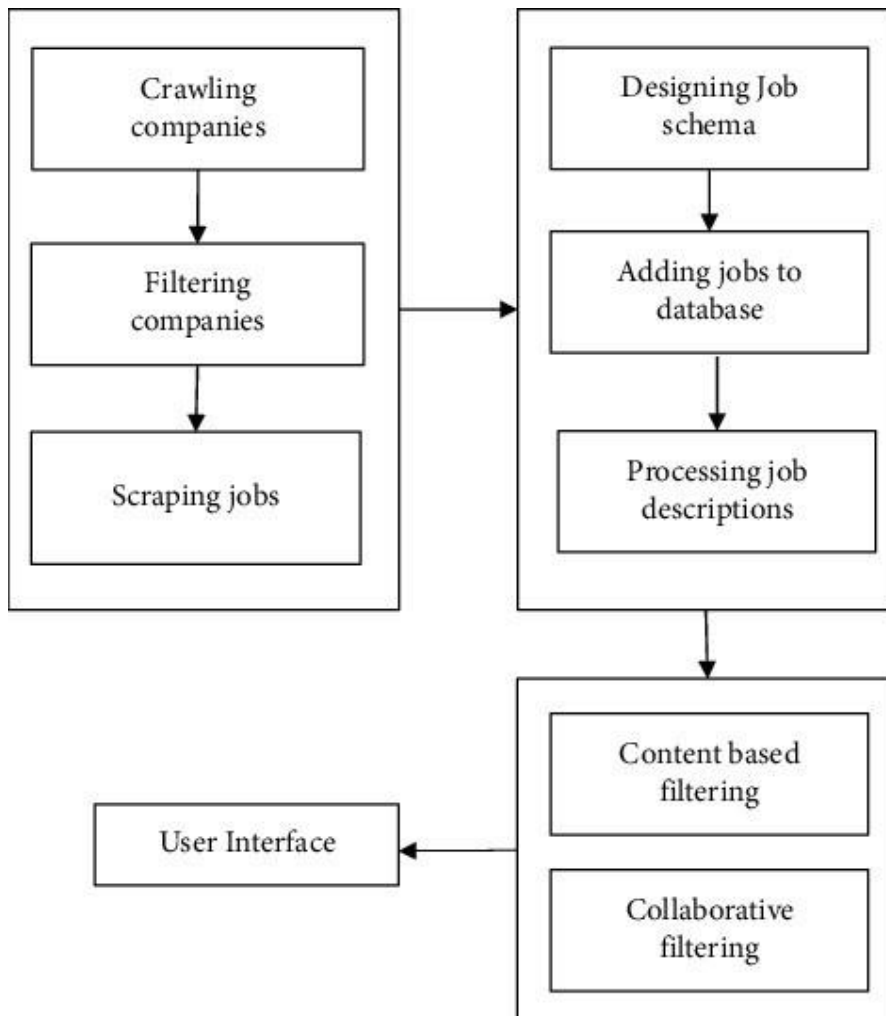 Crawling
companies
Filtering
companies
Scraping jobs
Designing Job
schema
Adding jobs to
database
Processing job
descriptions
Content based
filtering
Collaborative
filtering
User Interface